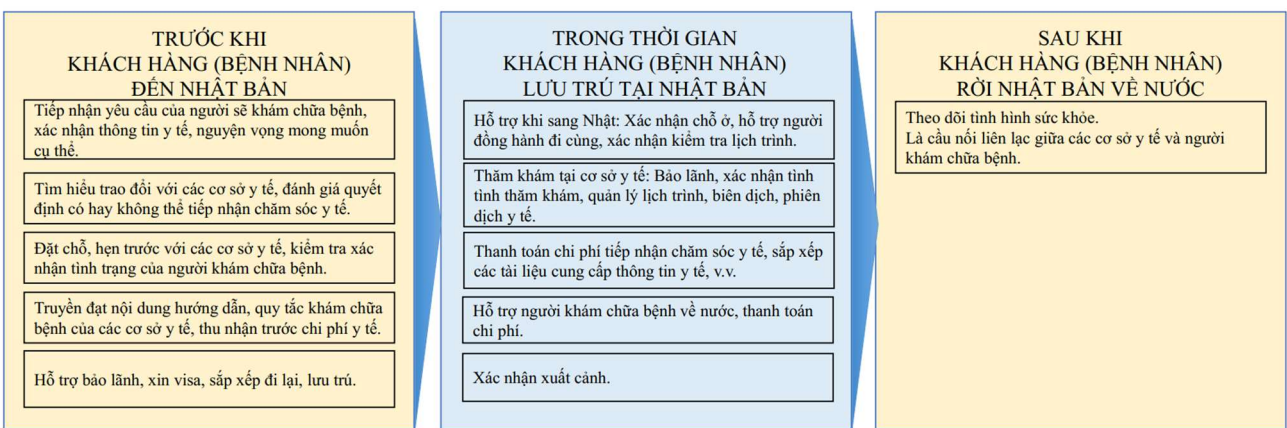 TRƯỚC KHI
KHÁCH HÀNG (BỆNH NHÂN)
ĐẾN NHẬT BẢN
Tiếp nhận yêu cầu của người sẽ khám chữa bệnh,
xác nhận thông tin y tế, nguyện vọng mong muốn
cụ thể.
Tìm hiểu trao đổi với các cơ sở y tế, đánh giá quyết
định có hay không thể tiếp nhận chăm sóc y tế.
Đặt chỗ, hẹn trước với các cơ sở y tế, kiểm tra xác
nhận tình trạng của người khám chữa bệnh.
Truyền đạt nội dung hướng dẫn, quy tắc khám chữa
bệnh của các cơ sở y tế, thu nhận trước chi phí y tế.
Hỗ trợ bảo lãnh, xin visa, sắp xếp đi lại, lưu trú.
TRONG THỜI GIAN
KHÁCH HÀNG (BỆNH NHÂN)
LƯU TRÚ TẠI NHẬT BẢN
Hỗ trợ khi sang Nhật: Xác nhận chỗ ở, hỗ trợ người
đồng hành đi cùng, xác nhận kiểm tra lịch trình.
Thăm khám tại cơ sở y tế: Bảo lãnh, xác nhận tình
tình thăm khám, quản lý lịch trình, biên dịch, phiên
dịch y tế.
Thanh toán chi phí tiếp nhận chăm sóc y tế, sắp xếp
các tài liệu cung cấp thông tin y tế, v.v.
Hỗ trợ người khám chữa bệnh về nước, thanh toán
chi phí.
Xác nhận xuất cảnh.
SAU KHI
KHÁCH HÀNG (BỆNH NHÂN)
RỜI NHẬT BẢN VỀ NƯỚC
Theo dõi tình hình sức khỏe.
Là cầu nối liên lạc giữa các cơ sở y tế và người
khám chữa bệnh.